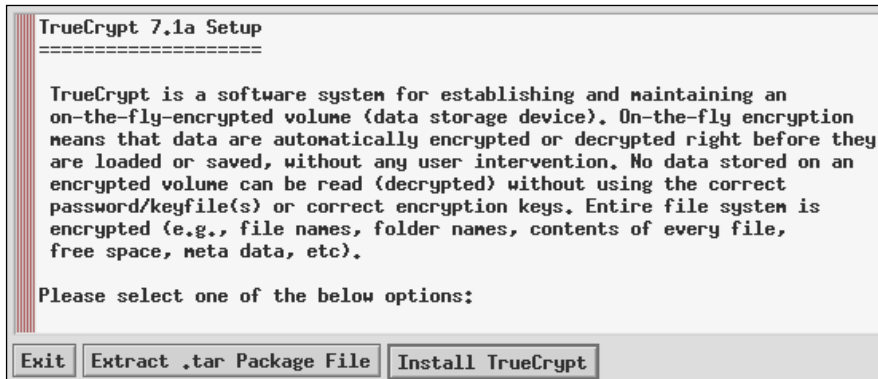 TrueCrypt 7.1a Setup
====================
TrueCrypt is a software system for establishing and maintaining an
on-the-fly-encrypted volume (data storage device). On-the-fly encryption
means that data are automatically encrypted or decrypted right before they
are loaded or saved, without any user intervention. No data stored on an
encrypted volume can be read (decrypted) without using the correct
password/keyfile(s) or correct encryption keys. Entire file system is
encrypted (e.g., file names, folder names, contents of every file,
free space, meta data, etc).
Please select one of the below options:
Exit Extract .tar Package File Install TrueCrypt